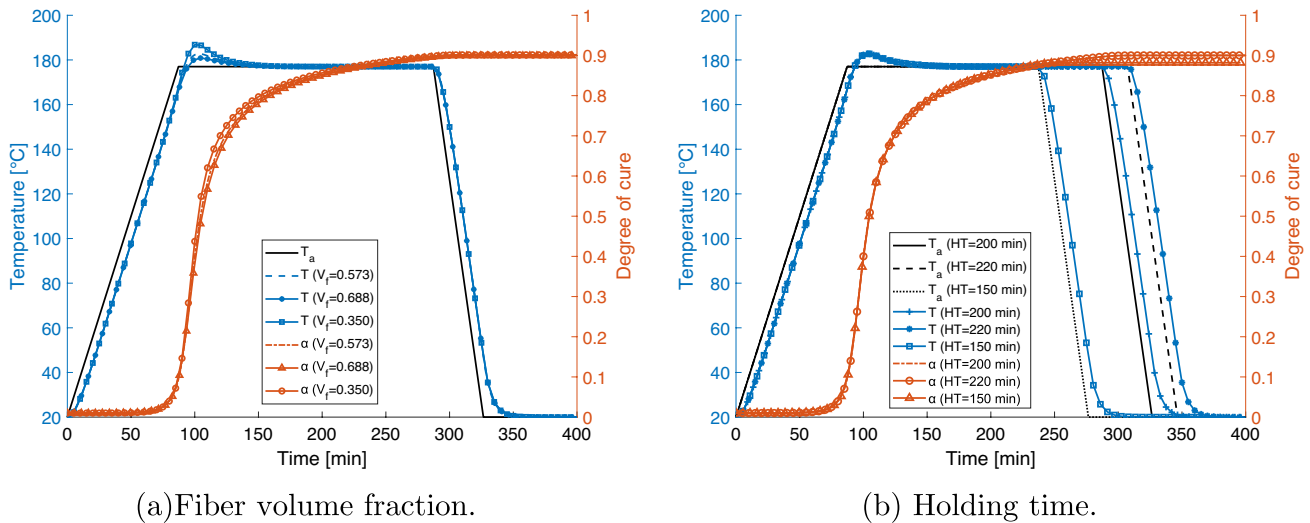 200
180
160
140
120
100
80
60
40
20
Temperature [°C]
1
0.9
0.8
0.7
0.6
0.5
0.4
0.3
0.2
0.1
0
Degree of cure
T_a
T (V_f=0.573)
T (V_f=0.688)
T (V_f=0.350)
α (V_f=0.573)
α (V_f=0.688)
α (V_f=0.350)
0 50 100 150 200 250 300 350 400
Time [min]
(a)Fiber volume fraction.
200
180
160
140
120
100
80
60
40
20
Temperature [°C]
1
0.9
0.8
0.7
0.6
0.5
0.4
0.3
0.2
0.1
0
Degree of cure
T_a (HT=200 min)
T_a (HT=220 min)
T_a (HT=150 min)
T (HT=200 min)
T (HT=220 min)
T (HT=150 min)
α (HT=200 min)
α (HT=220 min)
α (HT=150 min)
0 50 100 150 200 250 300 350 400
Time [min]
(b) Holding time.